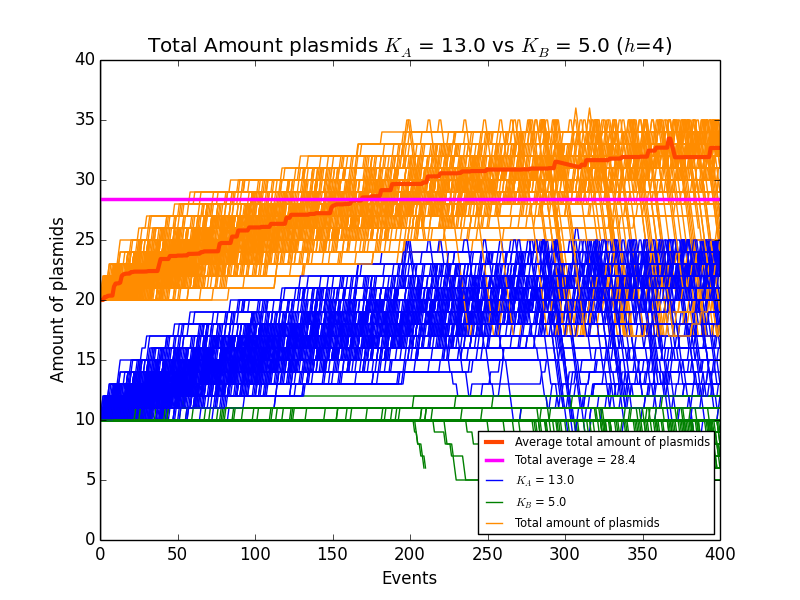 Total Amount plasmids K_A = 13.0 vs K_B = 5.0 (h=4)
40
35
30
25
20
15
10
5
0
Amount of plasmids
0 50 100 150 200 250 300 350 400
Events
Average total amount of plasmids
Total average = 28.4
K_A = 13.0
K_B = 5.0
Total amount of plasmids